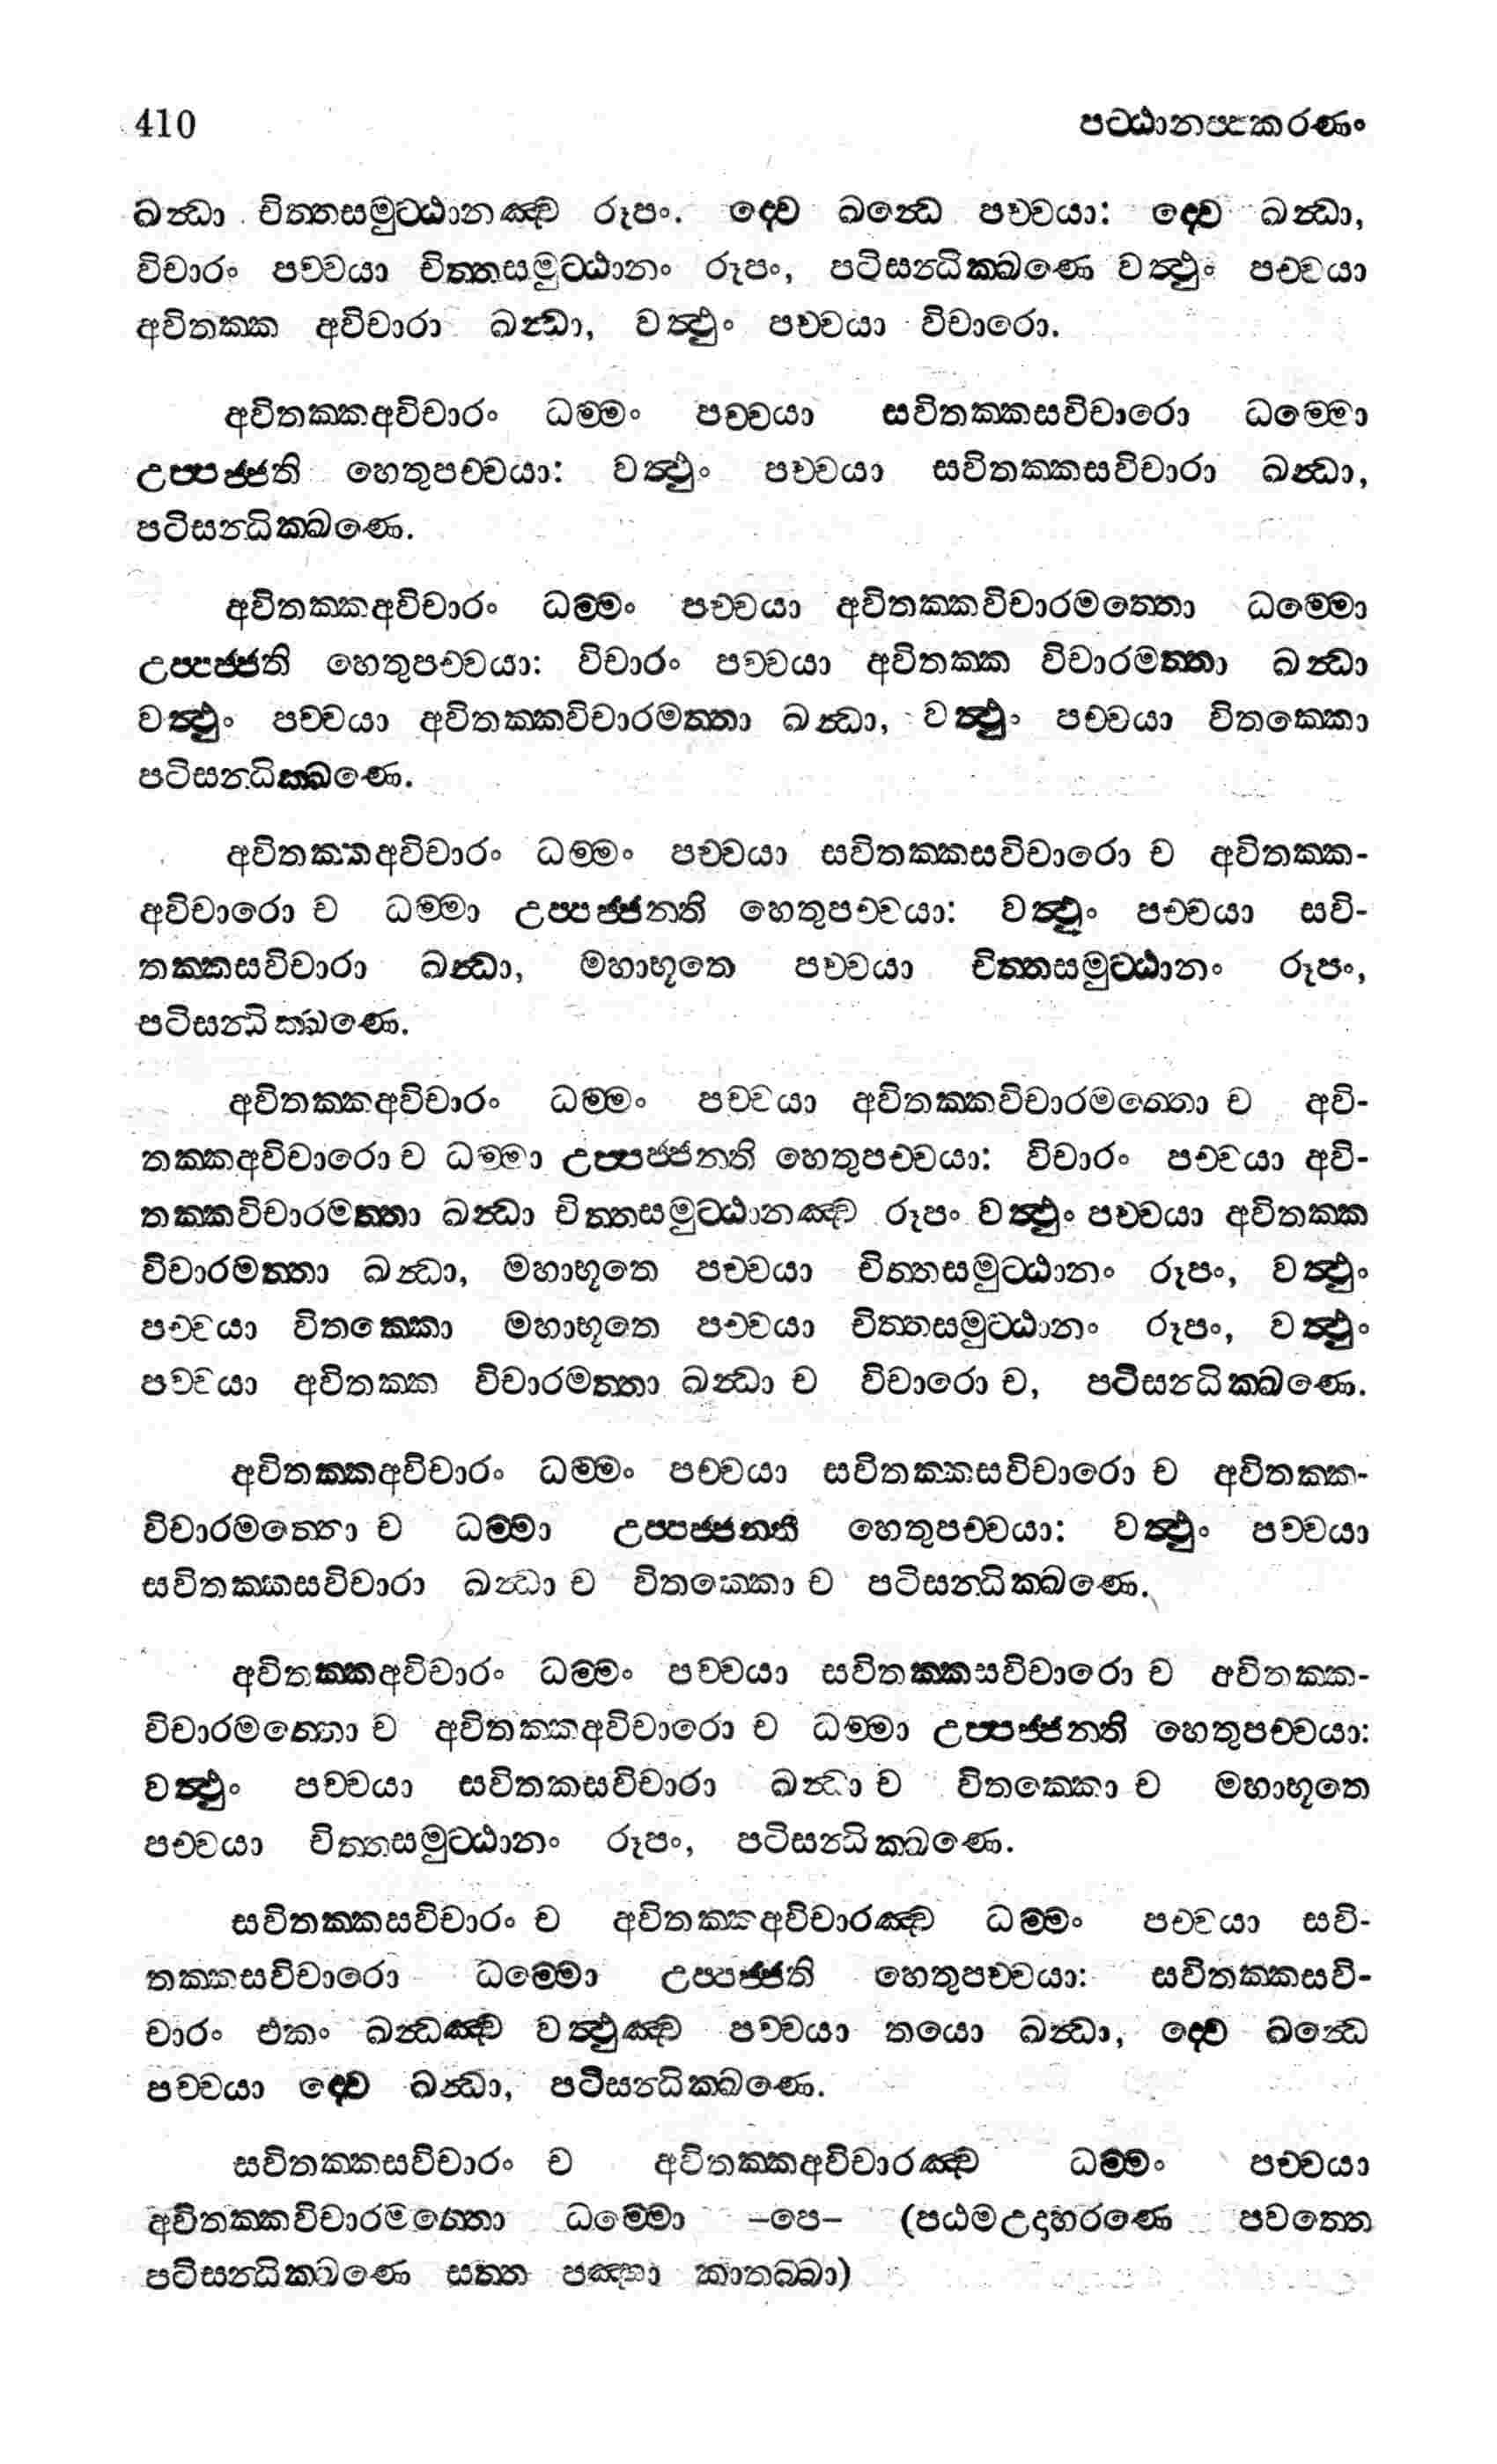 410 පට්ඨානප්පකරණං
ඛන්ධා චිත්තසමුට්ඨානඤ්ච රූපං. ද්වෙ ඛන්ධෙ පච්චයා: ද්වෙ ඛන්ධා,
විචාරං පච්චයා චිත්තසමුට්ඨානං රූපං, පටිසන්ධික්ඛණෙ වත්ථුං පච්චයා
අවිතක්ක අවිචාරා ඛන්ධා, වත්ථුං පච්චයා විචාරො.
අවිතක්කඅවිචාරං ධම්මං පච්චයා සවිතක්කසවිචාරො ධම්මො
උප්පජ්ජති හෙතුපච්චයා: වත්ථුං පච්චයා සවිතක්කසවිචාරා ඛන්ධා,
පටිසන්ධික්ඛණෙ.
අවිතක්කඅවිචාරං ධම්මං පච්චයා අවිතක්කවිචාරමත්තො ධම්මො
උප්පජ්ජති හෙතුපච්චයා: විචාරං පච්චයා අවිතක්ක විචාරමත්තා ඛන්ධා
වත්ථුං පච්චයා අවිතක්කවිචාරමත්තා ඛන්ධා, වත්ථුං පච්චයා විතක්කො
පටිසන්ධික්ඛණෙ.
අවිතක්කඅවිචාරං ධම්මං පච්චයා සවිතක්කසවිචාරො ච අවිතක්ක-
අවිචාරො ච ධම්මා උප්පජ්ජන්ති හෙතුපච්චයා: වත්ථුං පච්චයා සවි-
තක්කසවිචාරා ඛන්ධා, මහාභූතෙ පච්චයා චිත්තසමුට්ඨානං රූපං,
පටිසන්ධික්ඛණෙ.
අවිතක්කඅවිචාරං ධම්මං පච්චයා අවිතක්කවිචාරමත්තො ච අවි-
තක්කඅවිචාරො ච ධම්මා උප්පජ්ජන්ති හෙතුපච්චයා: විචාරං පච්චයා අවි-
තක්කවිචාරමත්තා ඛන්ධා චිත්තසමුට්ඨානඤ්ච රූපං වත්ථුං පච්චයා අවිතක්ක
විචාරමත්තා ඛන්ධා, මහාභූතෙ පච්චයා චිත්තසමුට්ඨානං රූපං, වත්ථුං
පච්චයා විතක්කො මහාභූතෙ පච්චයා චිත්තසමුට්ඨානං රූපං, වත්ථුං
පච්චයා අවිතක්ක විචාරමත්තා ඛන්ධා ච විචාරො ච, පටිසන්ධික්ඛණෙ.
අවිතක්කඅවිචාරං ධම්මං පච්චයා සවිතක්කසවිචාරො ච අවිතක්ක-
විචාරමත්තො ච ධම්මා උප්පජ්ජන්ති හෙතුපච්චයා: වත්ථුං පච්චයා
සවිතක්කසවිචාරා ඛන්ධා ච විතක්කො ච පටිසන්ධික්ඛණෙ.
අවිතක්කඅවිචාරං ධම්මං පච්චයා සවිතක්කසවිචාරො ච අවිතක්ක-
විචාරමත්තො ච අවිතක්කඅවිචාරො ච ධම්මා උප්පජ්ජන්ති හෙතුපච්චයා:
වත්ථුං පච්චයා සවිතකසවිචාරා ඛන්ධා ච විතක්කො ච මහාභූතෙ
පච්චයා චිත්තසමුට්ඨානං රූපං, පටිසන්ධික්ඛණෙ.
සවිතක්කසවිචාරං ච අවිතක්කඅවිචාරඤ්ච ධම්මං පච්චයා සවි-
තක්කසවිචාරො ධම්මො උප්පජ්ජති හෙතුපච්චයා: සවිතක්කසවි-
චාරං එකං ඛන්ධඤ්ච වත්ථුඤ්ච පච්චයා තයො ඛන්ධා, ද්වෙ ඛන්ධෙ
පච්චයා ද්වෙ ඛන්ධා, පටිසන්ධික්ඛණෙ.
සවිතක්කසවිචාරං ච අවිතක්කඅවිචාරඤ්ච ධම්මං පච්චයා
අවිතක්කවිචාරමත්තො ධම්මො –පෙ– (පඨමඋදාහරණෙ පවත්තෙ
පටිසන්ධික්ඛණෙ සත්ත පඤ්හා කාතබ්බා)